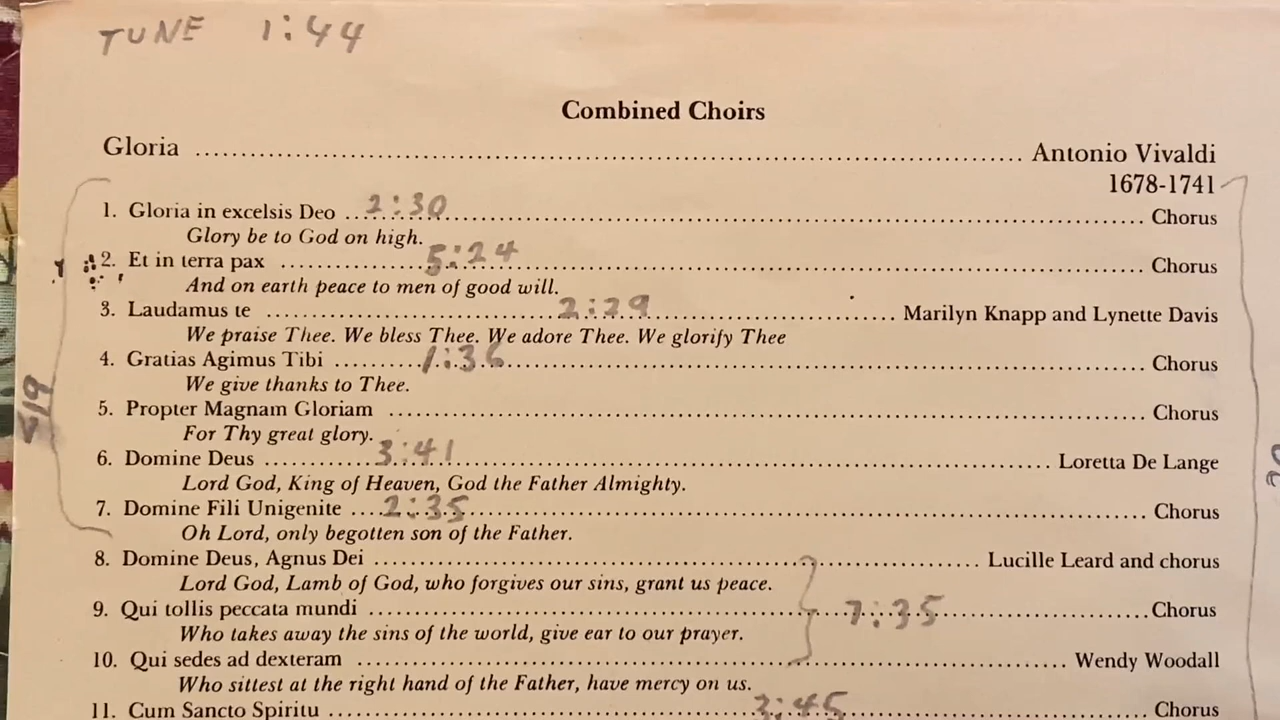 TUNE 1:44
Combined Choirs
Gloria ........ Antonio Vivaldi
1678-1741
1. Gloria in excelsis Deo ... 2:30 ........ Chorus
Glory be to God on high.
2. Et in terra pax ........ 5:24 ........ Chorus
And on earth peace to men of good will.
3. Laudamus te ........ 2:29 ........ Marilyn Knapp and Lynette Davis
We praise Thee. We bless Thee. We adore Thee. We glorify Thee
4. Gratias Agimus Tibi ........ 1:36 ........ Chorus
We give thanks to Thee.
5. Propter Magnam Gloriam ........ Chorus
For Thy great glory.
6. Domine Deus ........ 3:41 ........ Loretta De Lange
Lord God, King of Heaven, God the Father Almighty.
7. Domine Fili Unigenite .... 2:35 ........ Chorus
Oh Lord, only begotten son of the Father.
8. Domine Deus, Agnus Dei ........ Lucille Leard and chorus
Lord God, Lamb of God, who forgives our sins, grant us peace.
9. Qui tollis peccata mundi ........ 7:35 ........ Chorus
Who takes away the sins of the world, give ear to our prayer.
10. Qui sedes ad dexteram ........ Wendy Woodall
Who sittest at the right hand of the Father, have mercy on us.
11. Cum Sancto Spiritu ........ 3:45 ........ Chorus